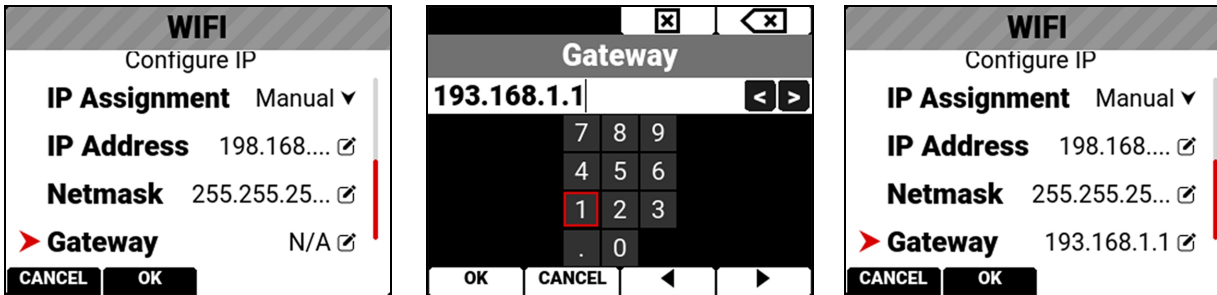 WIFI
Configure IP
IP Assignment Manual
IP Address 198.168....
Netmask 255.255.25...
Gateway N/A
CANCEL OK
Gateway
193.168.1.1 < >
7 8 9
4 5 6
1 2 3
. 0
OK CANCEL
WIFI
Configure IP
IP Assignment Manual
IP Address 198.168....
Netmask 255.255.25...
Gateway 193.168.1.1
CANCEL OK